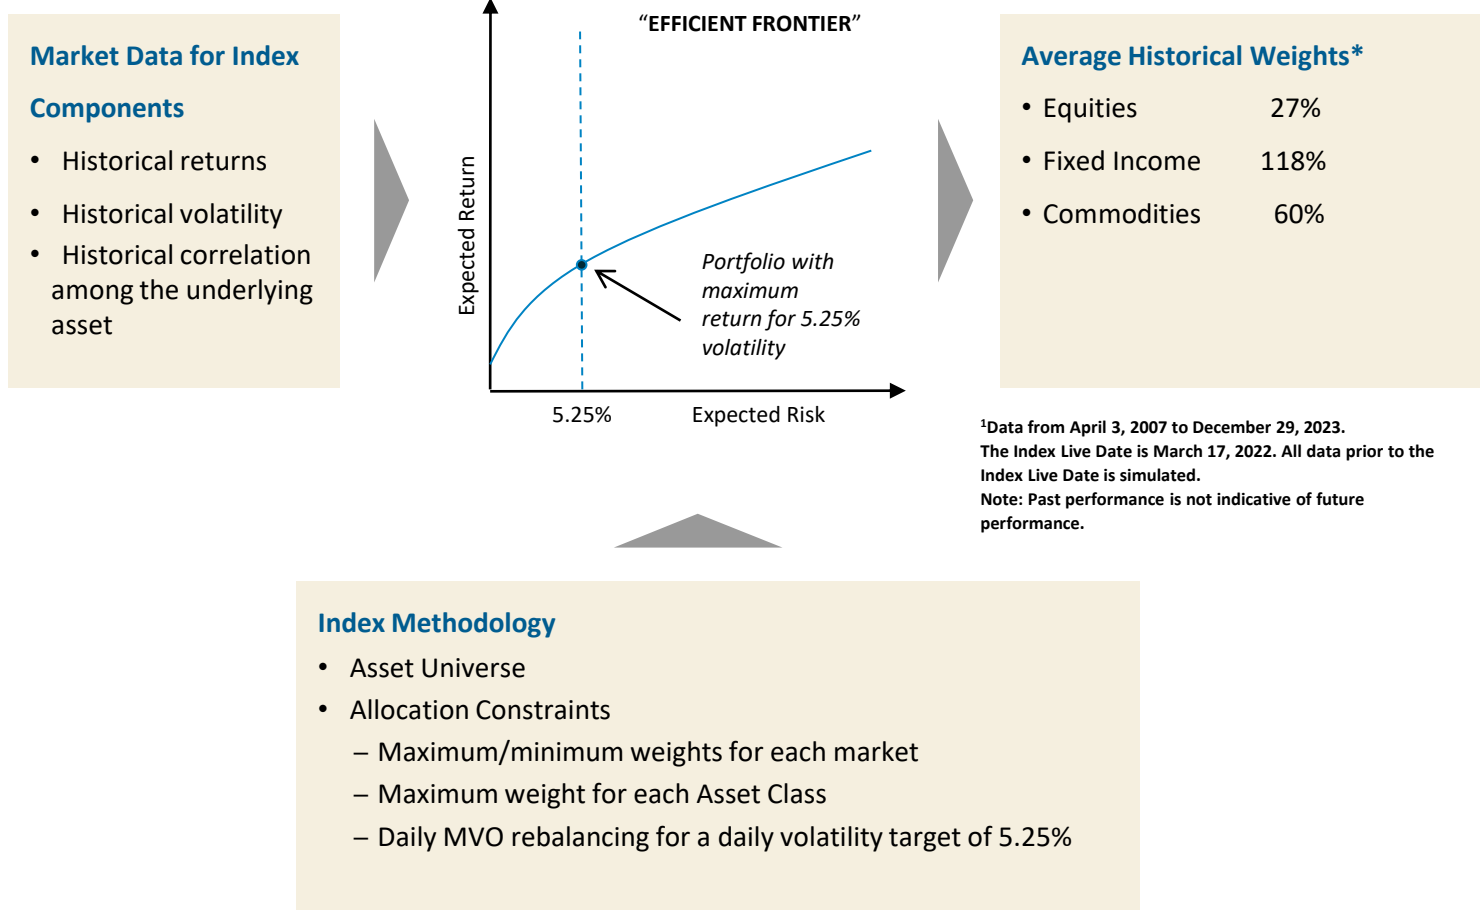 Market Data for Index
Components
• Historical returns
• Historical volatility
• Historical correlation
among the underlying
asset
“EFFICIENT FRONTIER”
Expected Return
Portfolio with
maximum
return for 5.25%
volatility
5.25% Expected Risk
Average Historical Weights*
• Equities 27%
• Fixed Income 118%
• Commodities 60%
¹Data from April 3, 2007 to December 29, 2023.
The Index Live Date is March 17, 2022. All data prior to the
Index Live Date is simulated.
Note: Past performance is not indicative of future
performance.
Index Methodology
• Asset Universe
• Allocation Constraints
– Maximum/minimum weights for each market
– Maximum weight for each Asset Class
– Daily MVO rebalancing for a daily volatility target of 5.25%